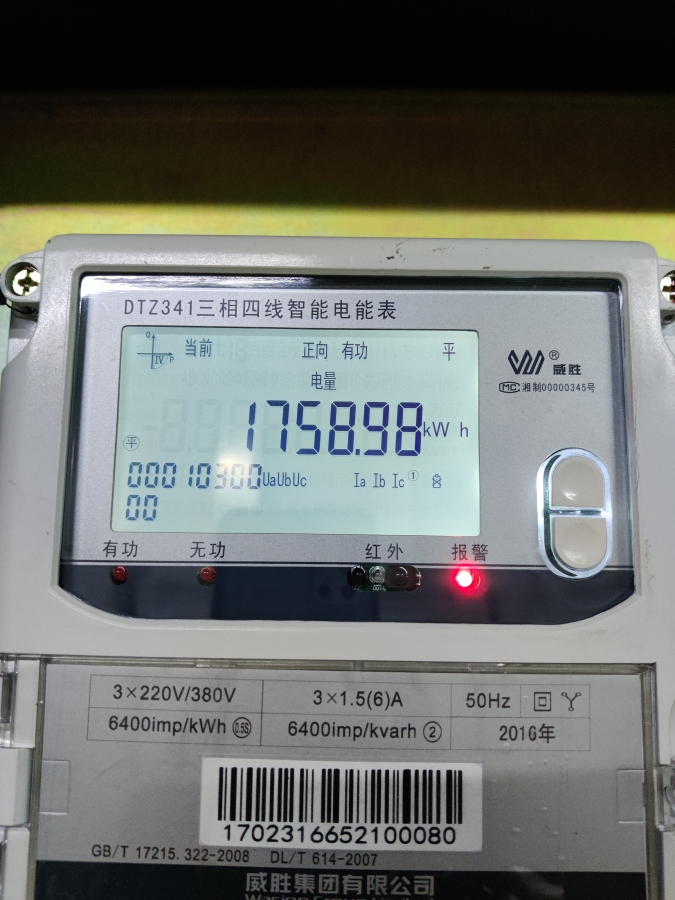 DTZ341三相四线智能电能表
当前 正向 有功 平
电量
1758.98 kWh
平
00010300 UaUbUc Ia Ib Ic ①
00
威胜®
MC 湘制00000345号
有功 无功 红外 报警
3×220V/380V 3×1.5(6)A 50Hz
6400imp/kWh 0.5S 6400imp/kvarh ② 2016年
1702316652100080
GB/T 17215.322-2008 DL/T 614-2007
威胜集团有限公司